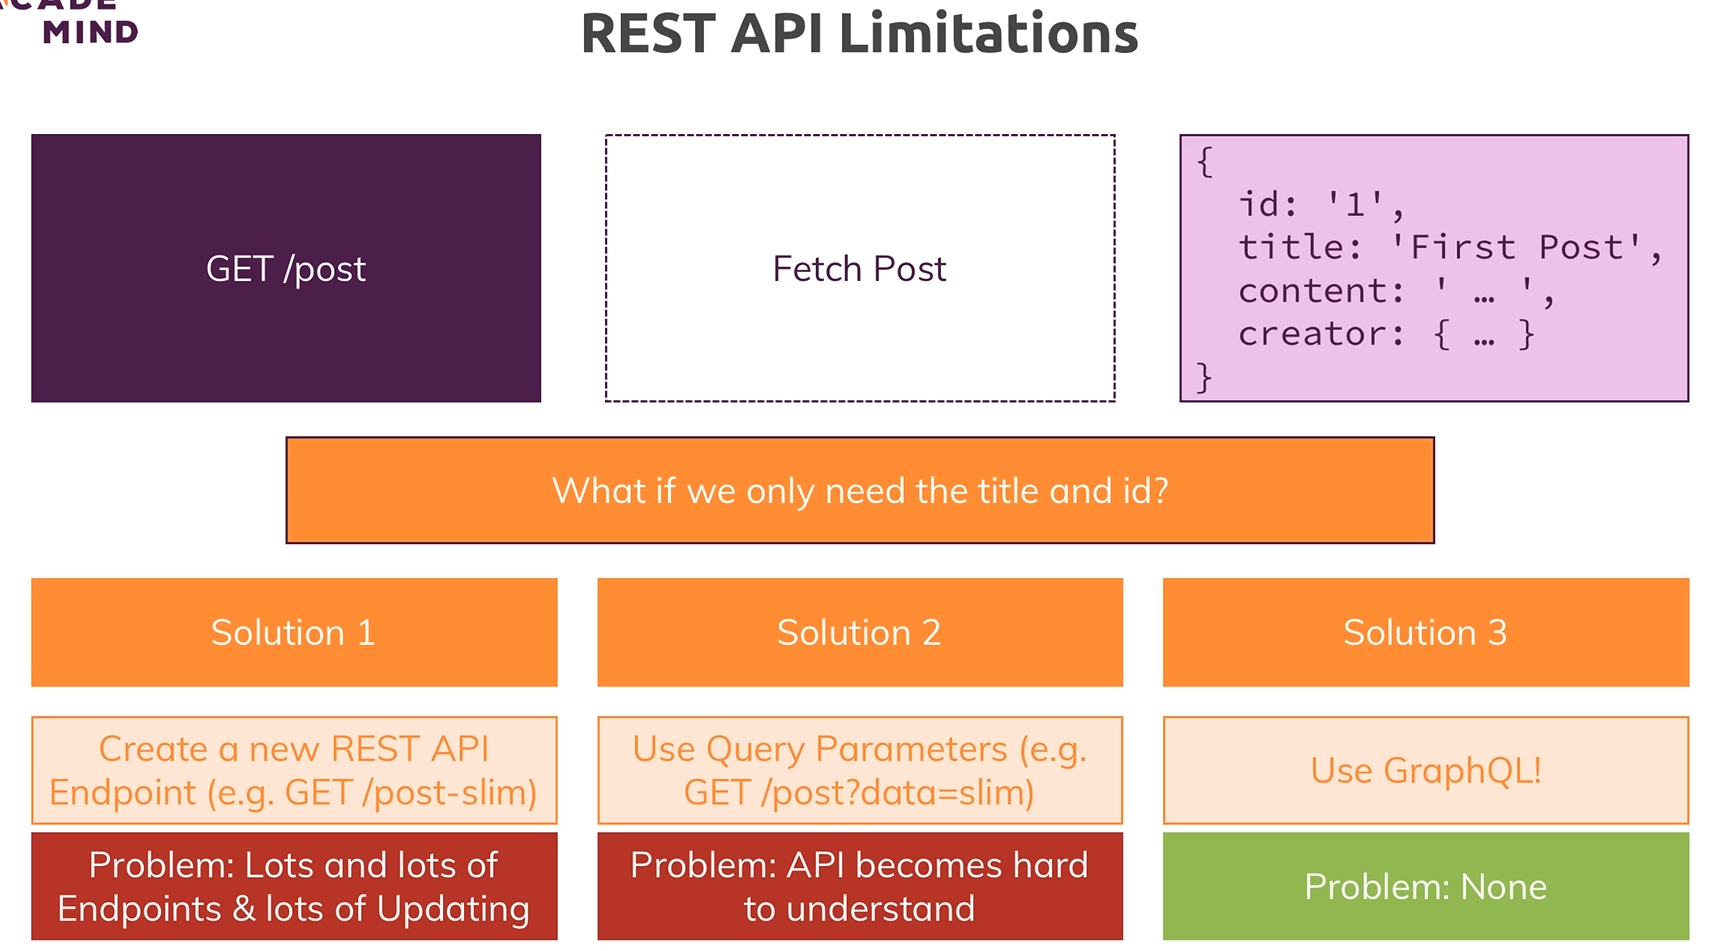 MIND
REST API Limitations
GET /post
Fetch Post
{
id: '1',
title: 'First Post',
content: ' … ',
creator: { … }
}
What if we only need the title and id?
Solution 1
Solution 2
Solution 3
Create a new REST API
Endpoint (e.g. GET /post-slim)
Use Query Parameters (e.g.
GET /post?data=slim)
Use GraphQL!
Problem: Lots and lots of
Endpoints & lots of Updating
Problem: API becomes hard
to understand
Problem: None